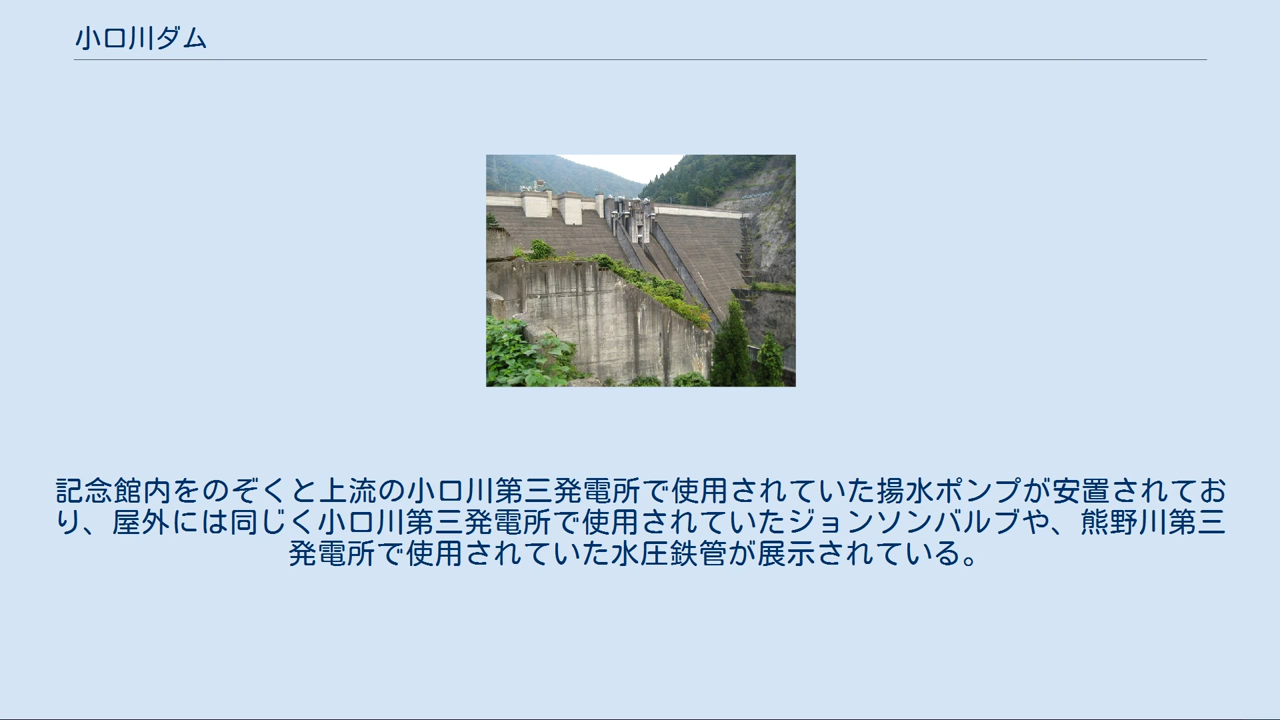 小口川ダム
記念館内をのぞくと上流の小口川第三発電所で使用されていた揚水ポンプが安置されてお
り、屋外には同じく小口川第三発電所で使用されていたジョンソンバルブや、熊野川第三
発電所で使用されていた水圧鉄管が展示されている。